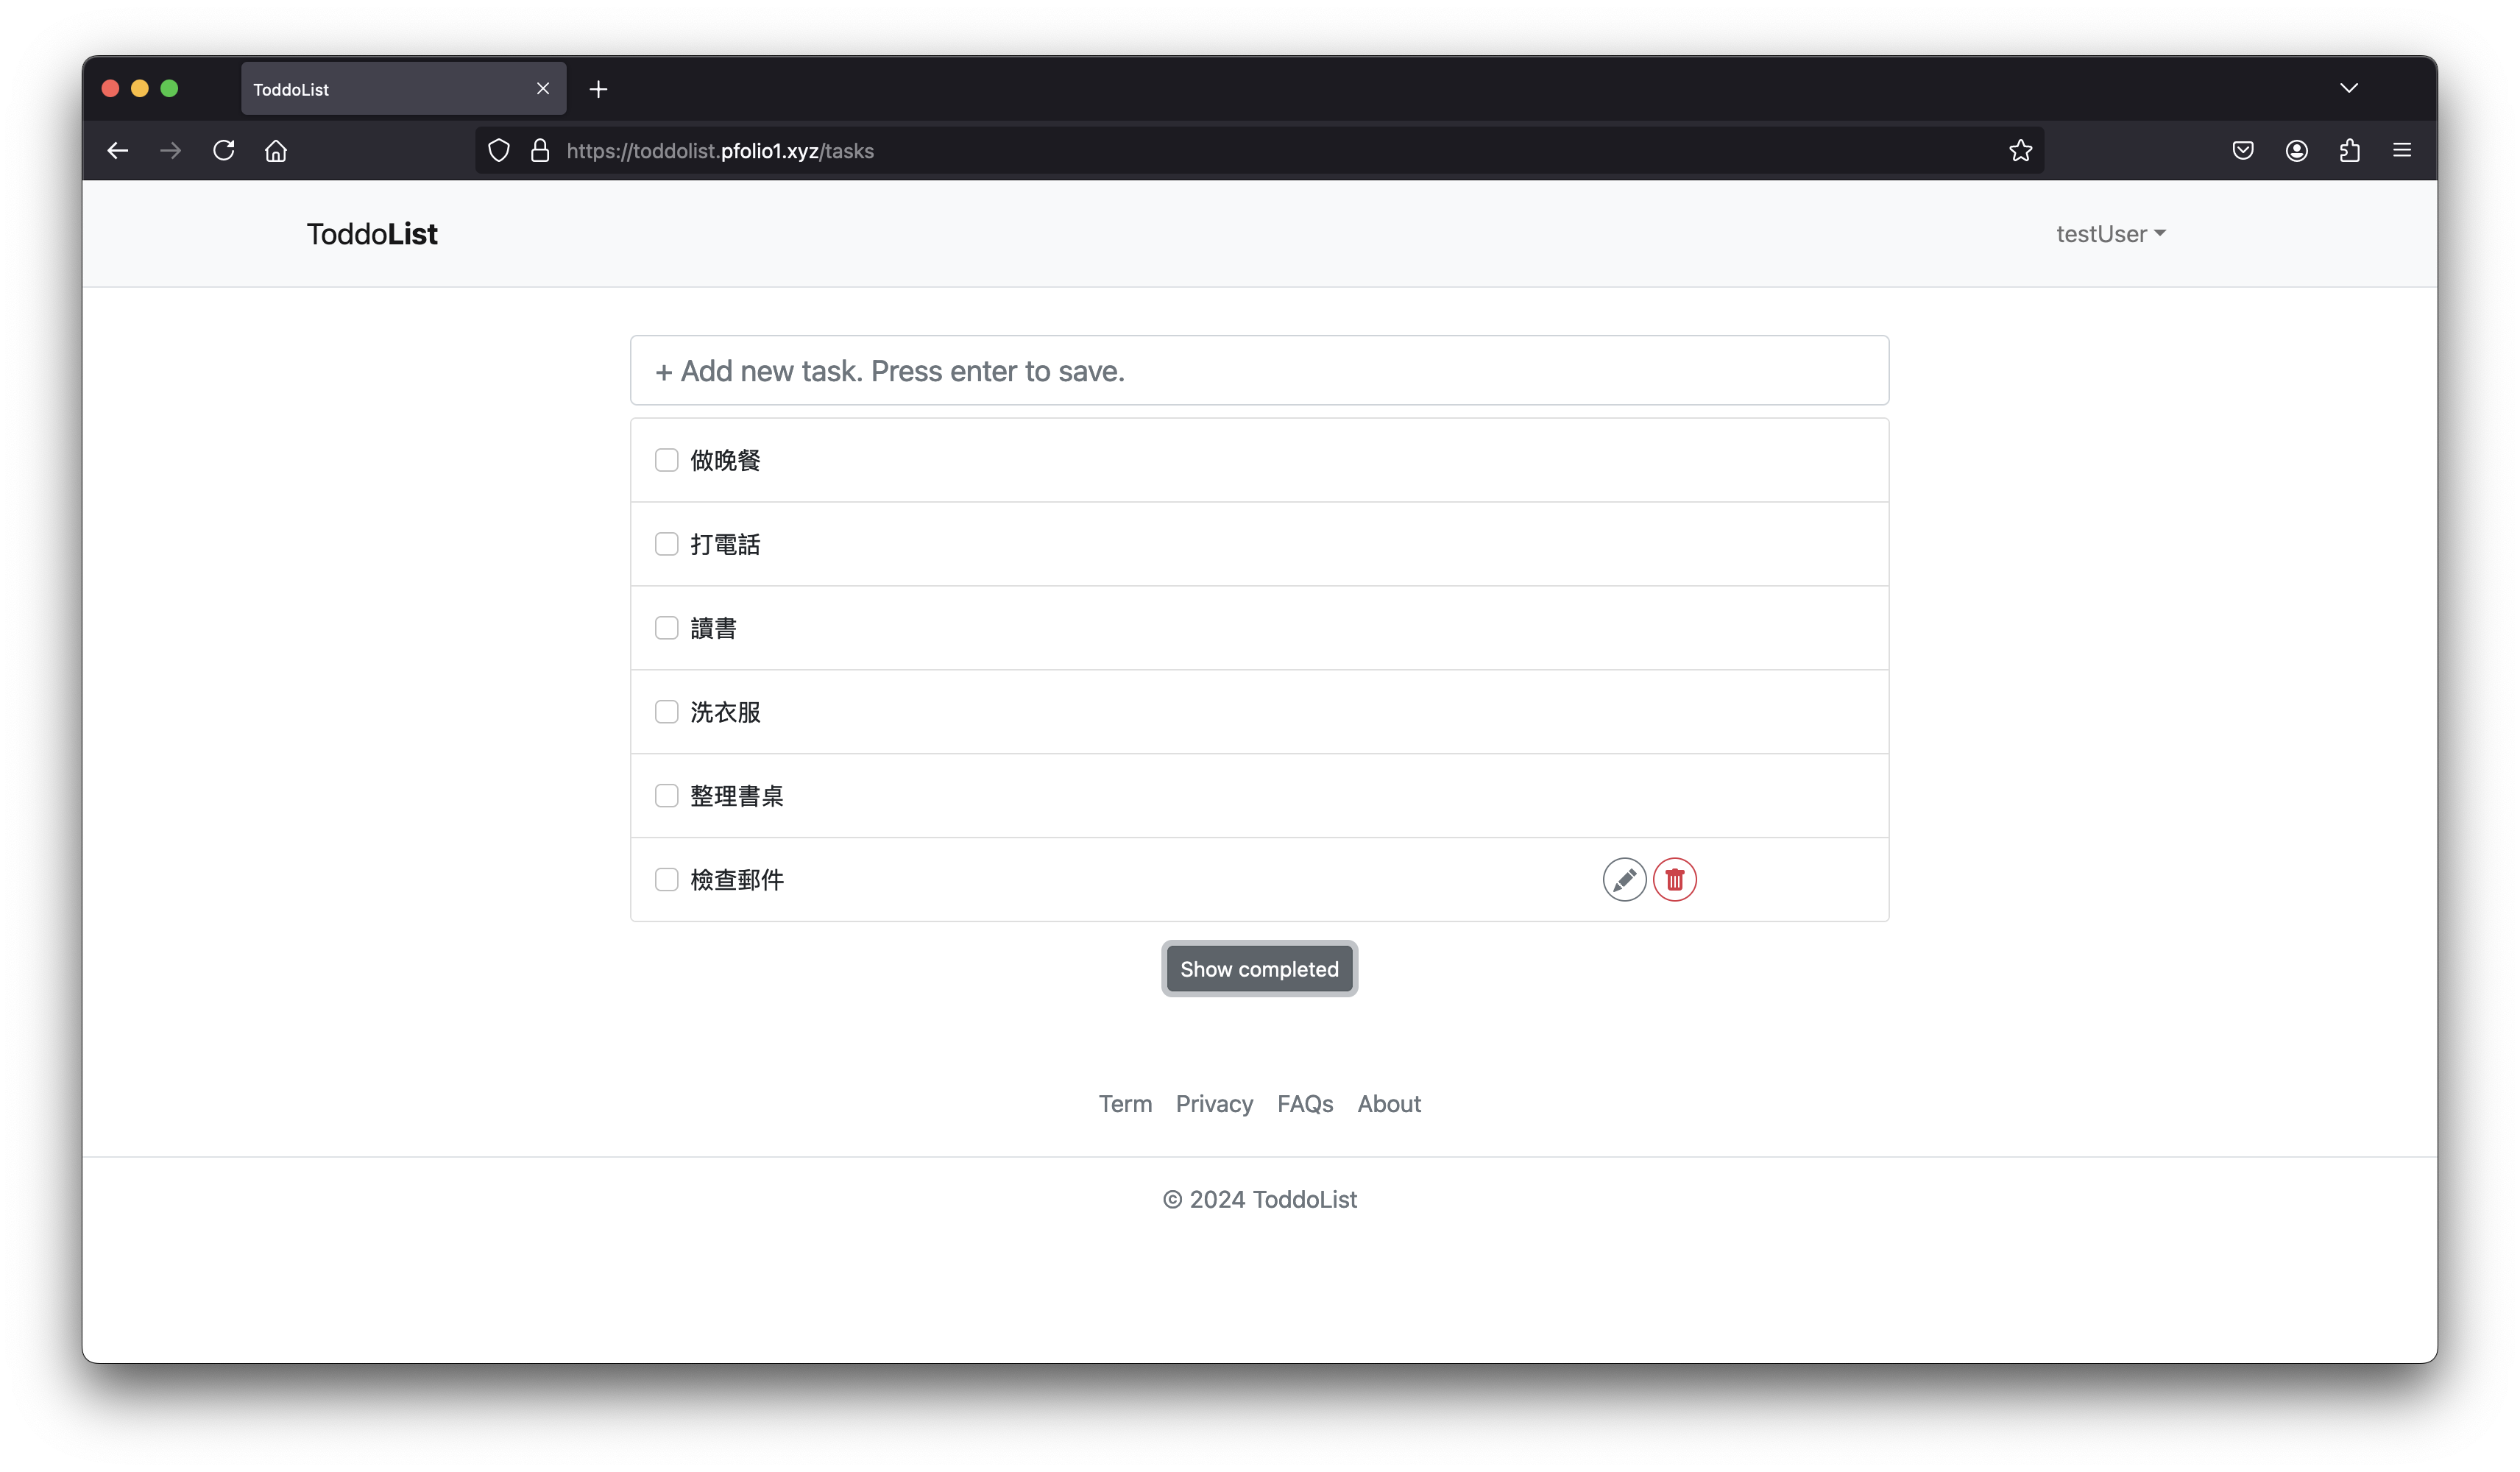 ToddoList
https://toddolist.pfolio1.xyz/tasks
ToddoList
testUser
+ Add new task. Press enter to save.
做晚餐
打電話
讀書
洗衣服
整理書桌
檢查郵件
Show completed
Term Privacy FAQs About
© 2024 ToddoList